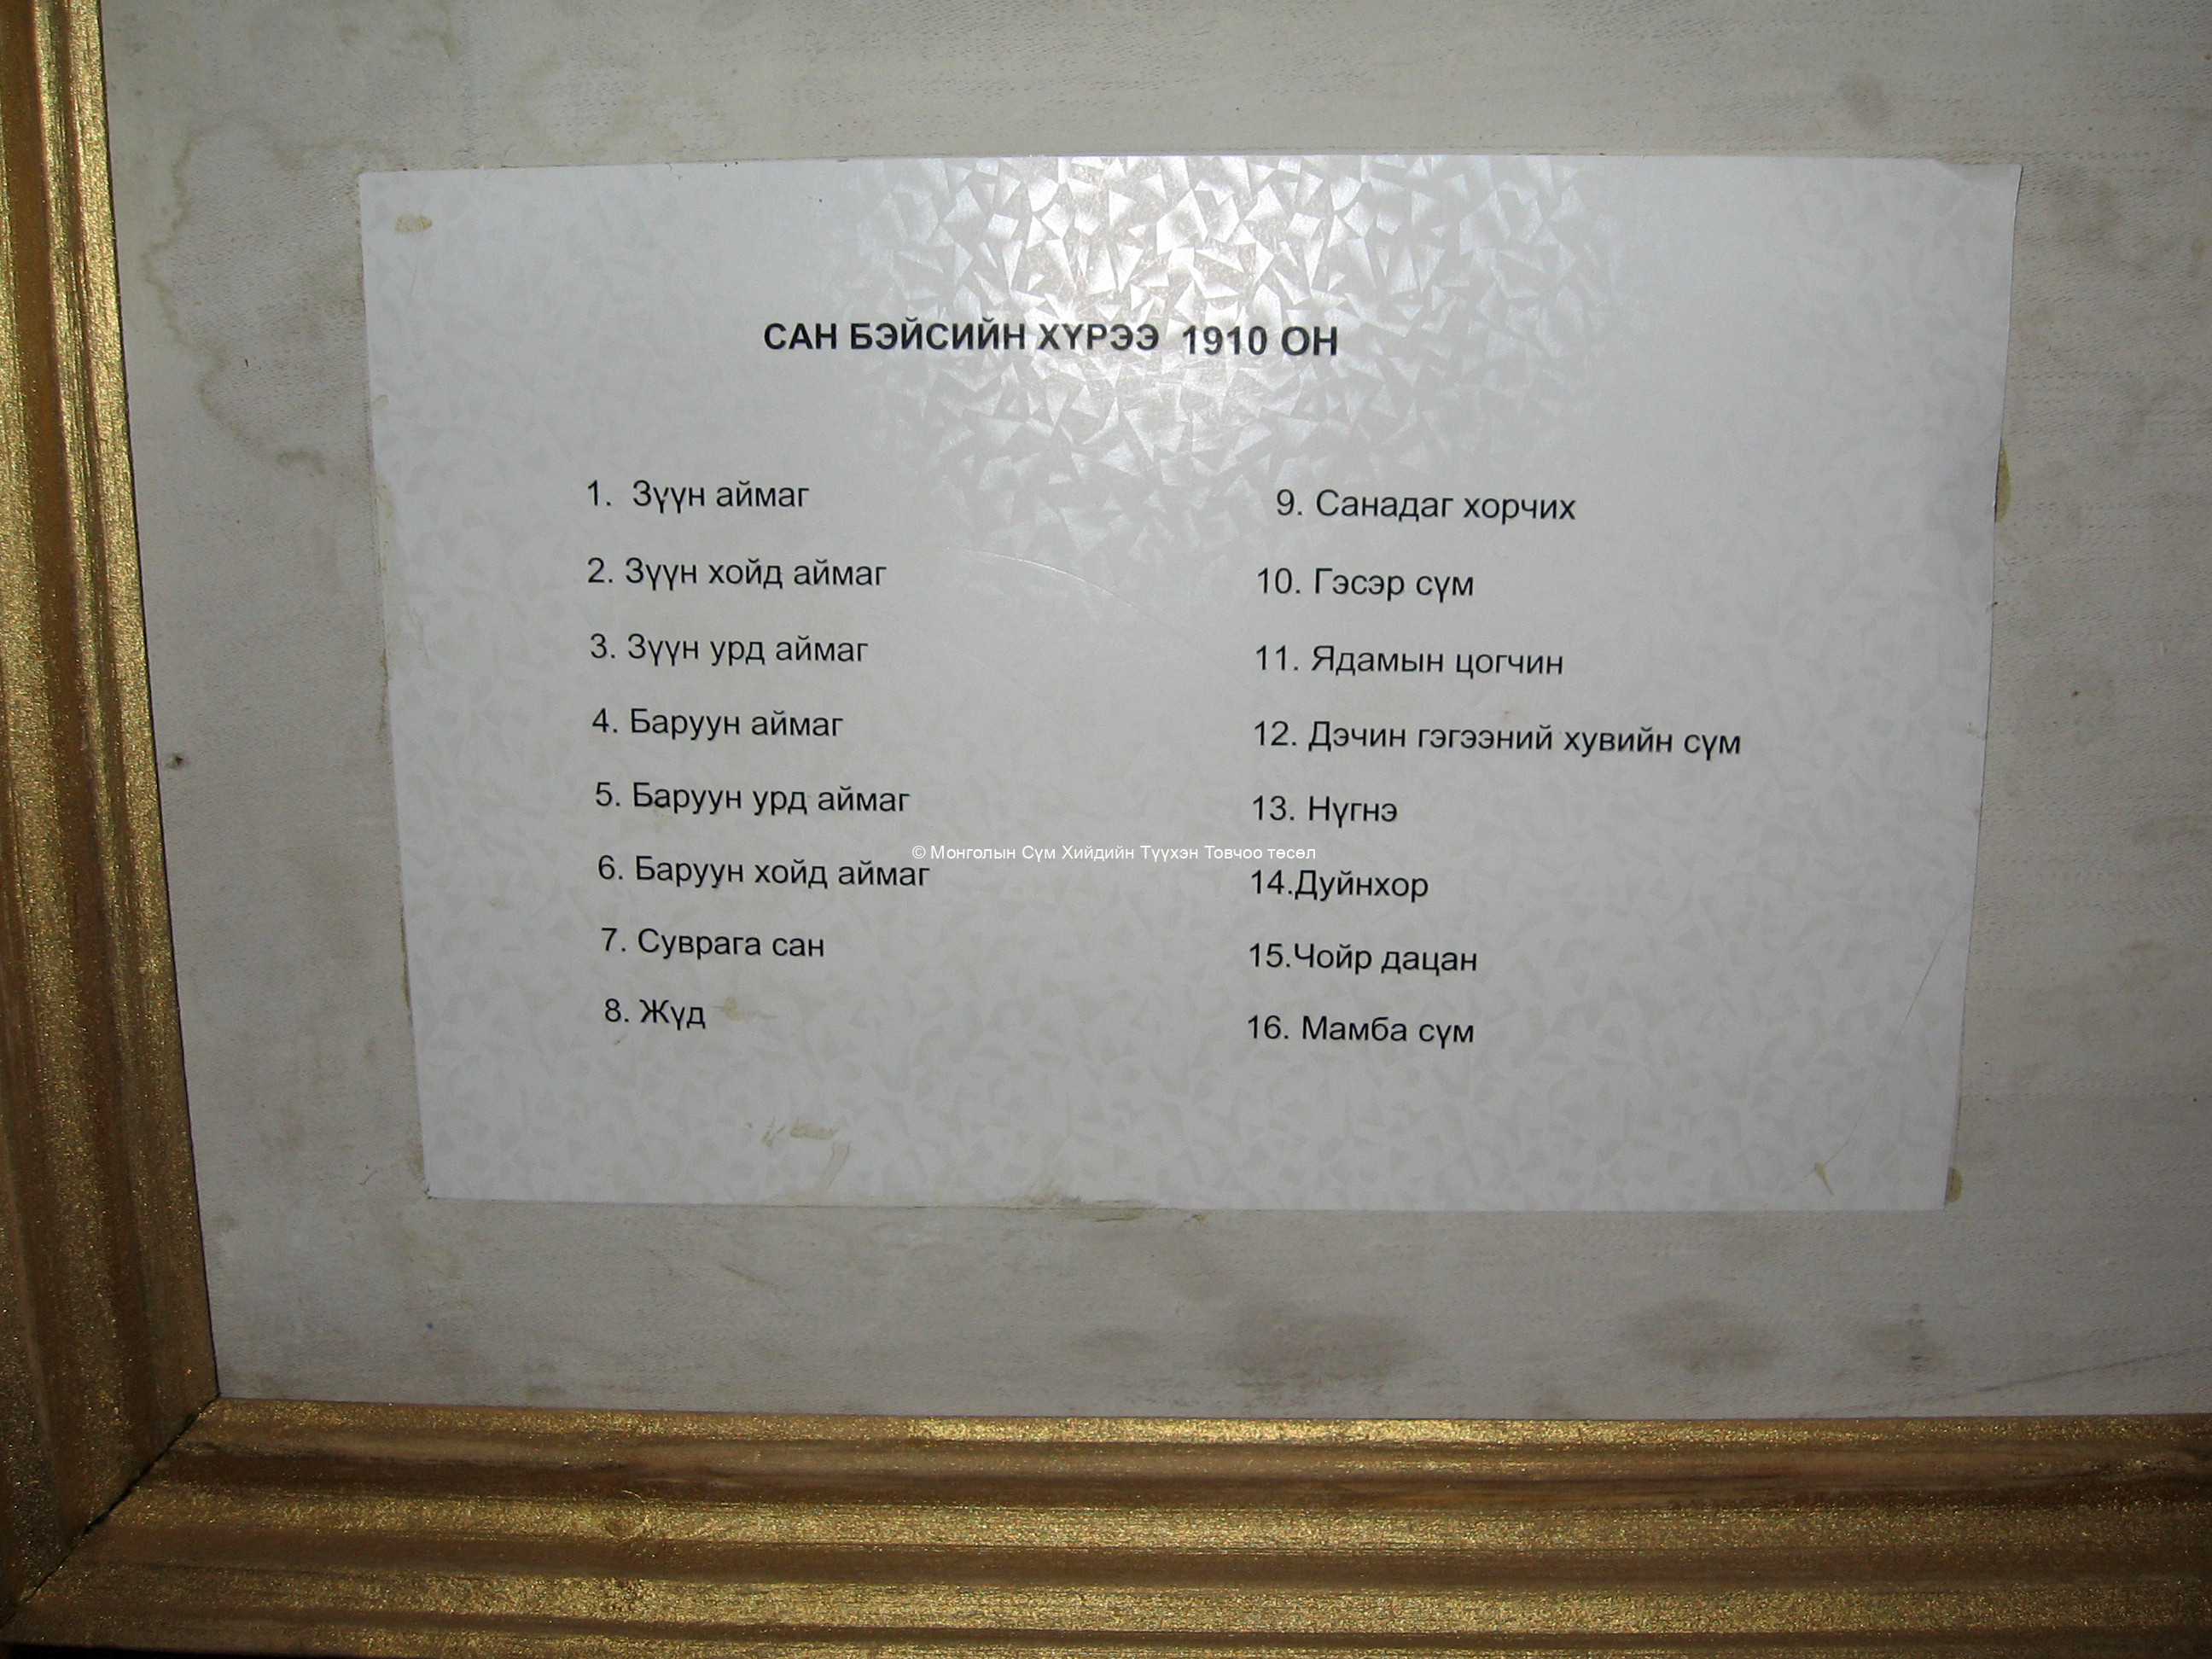 САН БЭЙСИЙН ХҮРЭЭ 1910 ОН
1. Зүүн аймаг
2. Зүүн хойд аймаг
3. Зүүн урд аймаг
4. Баруун аймаг
5. Баруун урд аймаг
6. Баруун хойд аймаг
7. Суврага сан
8. Жүд
9. Санадаг хорчих
10. Гэсэр сүм
11. Ядамын цогчин
12. Дэчин гэгээний хувийн сүм
13. Нүгнэ
14.Дуйнхор
15.Чойр дацан
16. Мамба сүм
© Монголын Сүм Хийдийн Түүхэн Товчоо төсөл